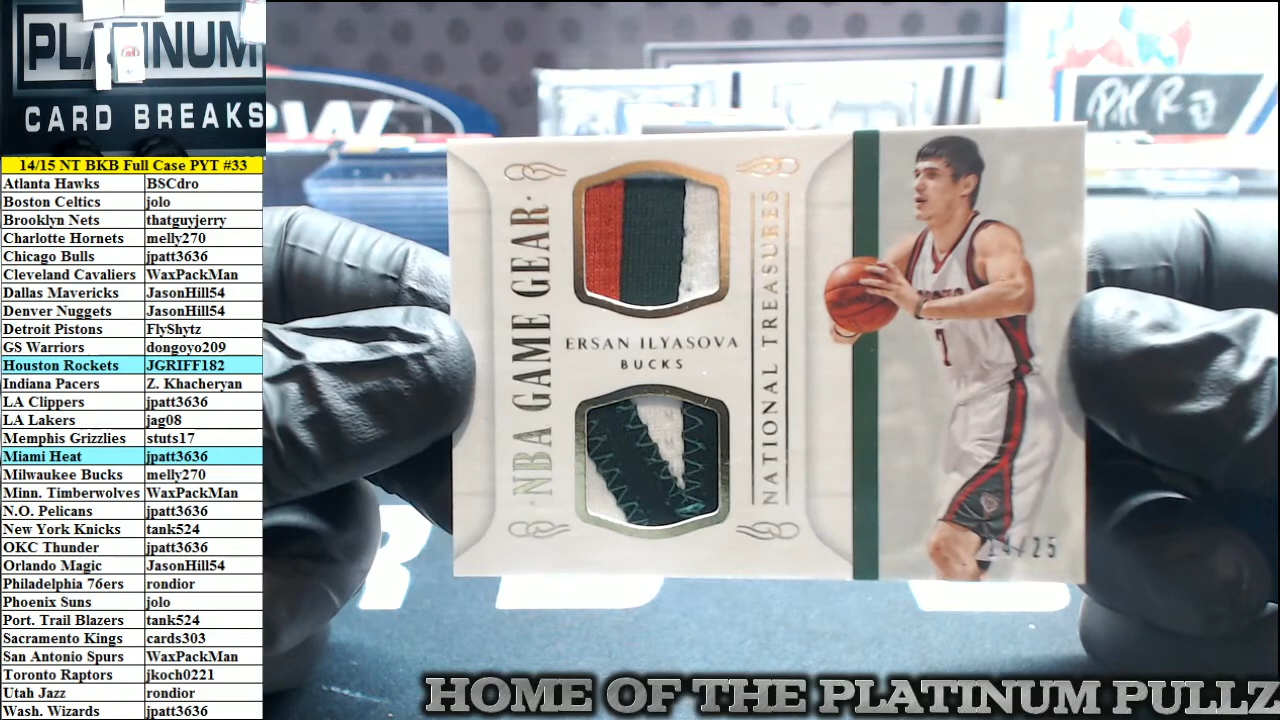 PLATINUM
CARD BREAKS
14/15 NT BKB Full Case PYT #33
Atlanta Hawks BSCdro
Boston Celtics jolo
Brooklyn Nets thatguyjerry
Charlotte Hornets melly270
Chicago Bulls jpatt3636
Cleveland Cavaliers WaxPackMan
Dallas Mavericks JasonHill54
Denver Nuggets JasonHill54
Detroit Pistons FlyShytz
GS Warriors dongoyo209
Houston Rockets JGRIFF182
Indiana Pacers Z. Khacheryan
LA Clippers jpatt3636
LA Lakers jag08
Memphis Grizzlies stuts17
Miami Heat jpatt3636
Milwaukee Bucks melly270
Minn. Timberwolves WaxPackMan
N.O. Pelicans jpatt3636
New York Knicks tank524
OKC Thunder jpatt3636
Orlando Magic JasonHill54
Philadelphia 76ers rondior
Phoenix Suns jolo
Port. Trail Blazers tank524
Sacramento Kings cards303
San Antonio Spurs WaxPackMan
Toronto Raptors jkoch0221
Utah Jazz rondior
Wash. Wizards jpatt3636
NBA GAME GEAR
ERSAN ILYASOVA
BUCKS
NATIONAL TREASURES
7
/25
HOME OF THE PLATINUM PULLZ